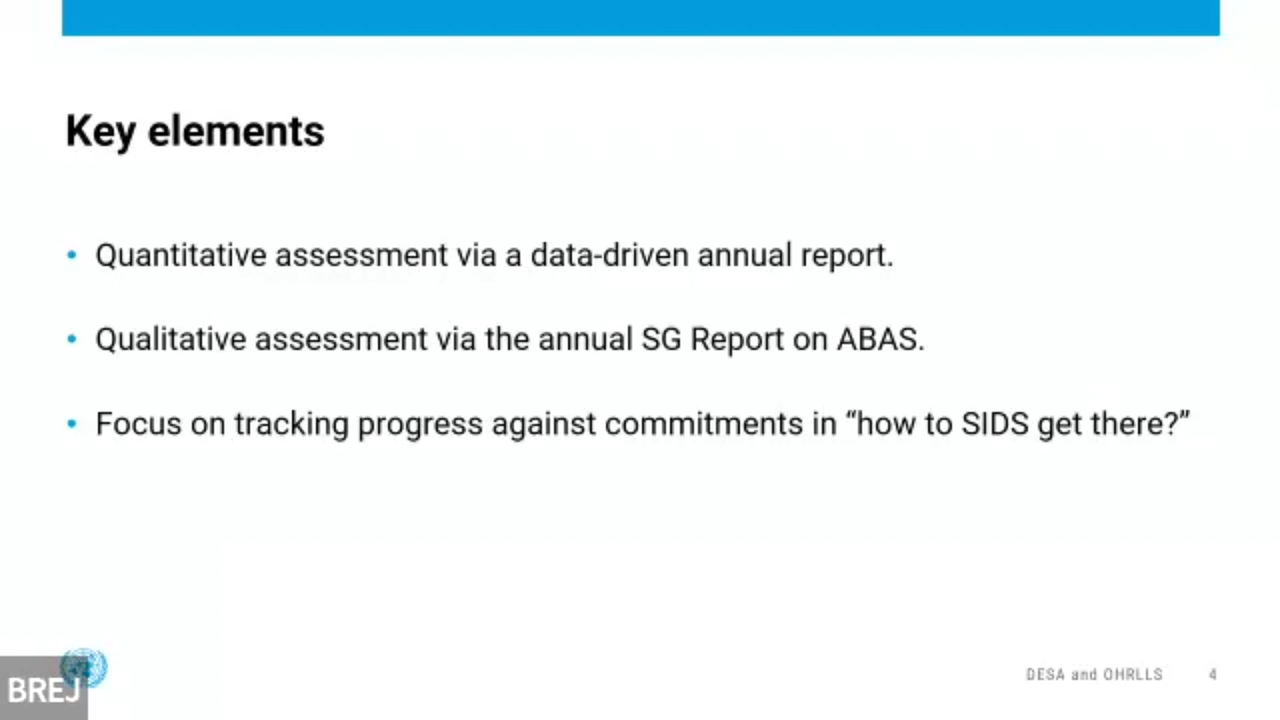 Key elements
• Quantitative assessment via a data-driven annual report.
• Qualitative assessment via the annual SG Report on ABAS.
• Focus on tracking progress against commitments in “how to SIDS get there?”
BREJ
DESA and OHRLLS 4